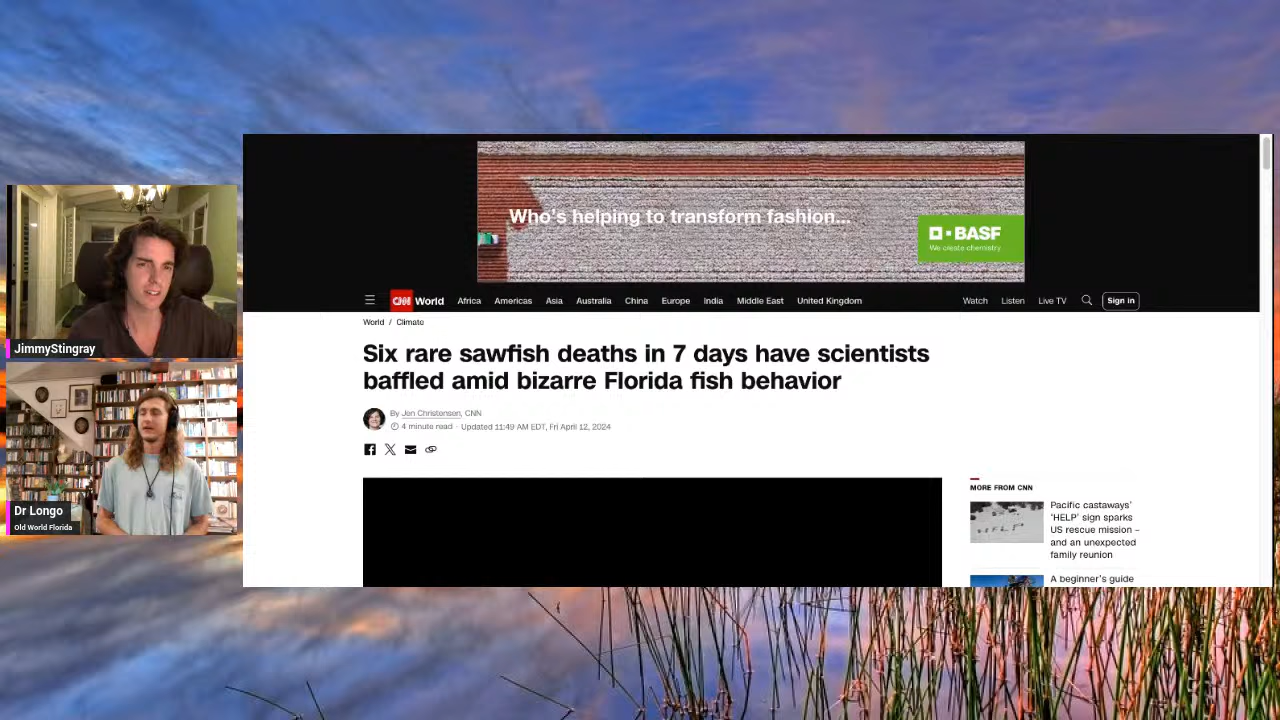 Who's helping to transform fashion...
BASF
We create chemistry
CNN World Africa Americas Asia Australia China Europe India Middle East United Kingdom Watch Listen Live TV Sign in
World / Climate
Six rare sawfish deaths in 7 days have scientists
baffled amid bizarre Florida fish behavior
By Jen Christensen, CNN
4 minute read · Updated 11:49 AM EDT, Fri April 12, 2024
MORE FROM CNN
Pacific castaways'
'HELP' sign sparks
US rescue mission –
and an unexpected
family reunion
HELP
A beginner's guide
JimmyStingray
Dr Longo
Old World Florida